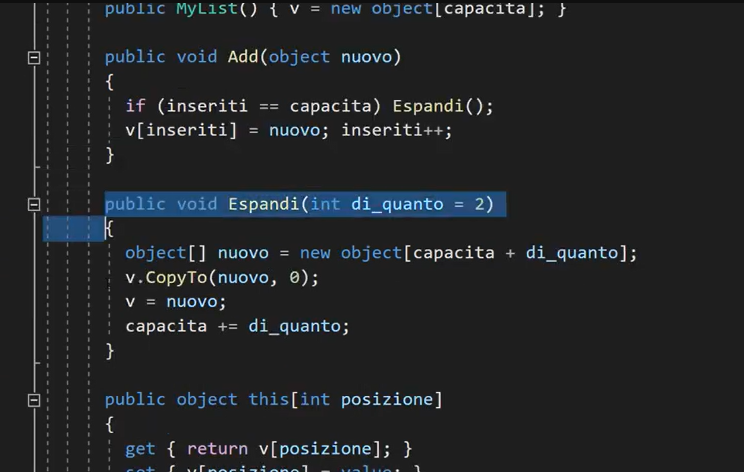 public MyList() { v = new object[capacita]; }
public void Add(object nuovo)
{
if (inseriti == capacita) Espandi();
v[inseriti] = nuovo; inseriti++;
}
public void Espandi(int di_quanto = 2)
{
object[] nuovo = new object[capacita + di_quanto];
v.CopyTo(nuovo, 0);
v = nuovo;
capacita += di_quanto;
}
public object this[int posizione]
{
get { return v[posizione]; }
set { v[posizione] = value; }